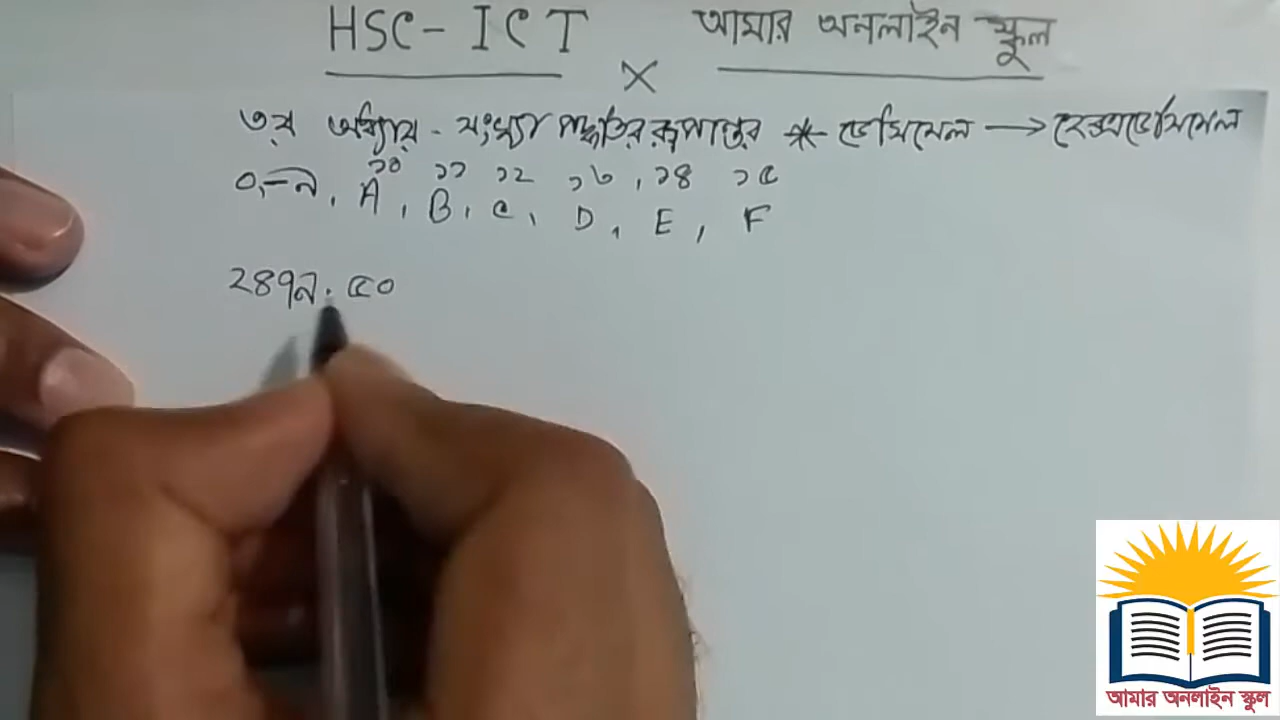 HSC-ICT আমার অনলাইন স্কুল
X
৩য় অধ্যায় - সংখ্যা পদ্ধতির রূপান্তর * ডেসিমেল → হেক্সাডেসিমেল
১০ ১১ ১২ ১৩, ১৪ ১৫
০,-৯, A, B, C, D, E, F
২৪৭৯.৫০
আমার অনলাইন স্কুল